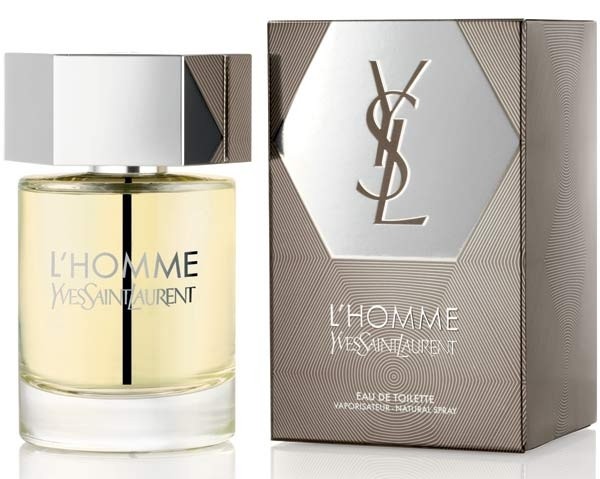 L'HOMME
YVESSAINTLAURENT
YSL
L'HOMME
YVESSAINTLAURENT
EAU DE TOILETTE
VAPORISATEUR - NATURAL SPRAY